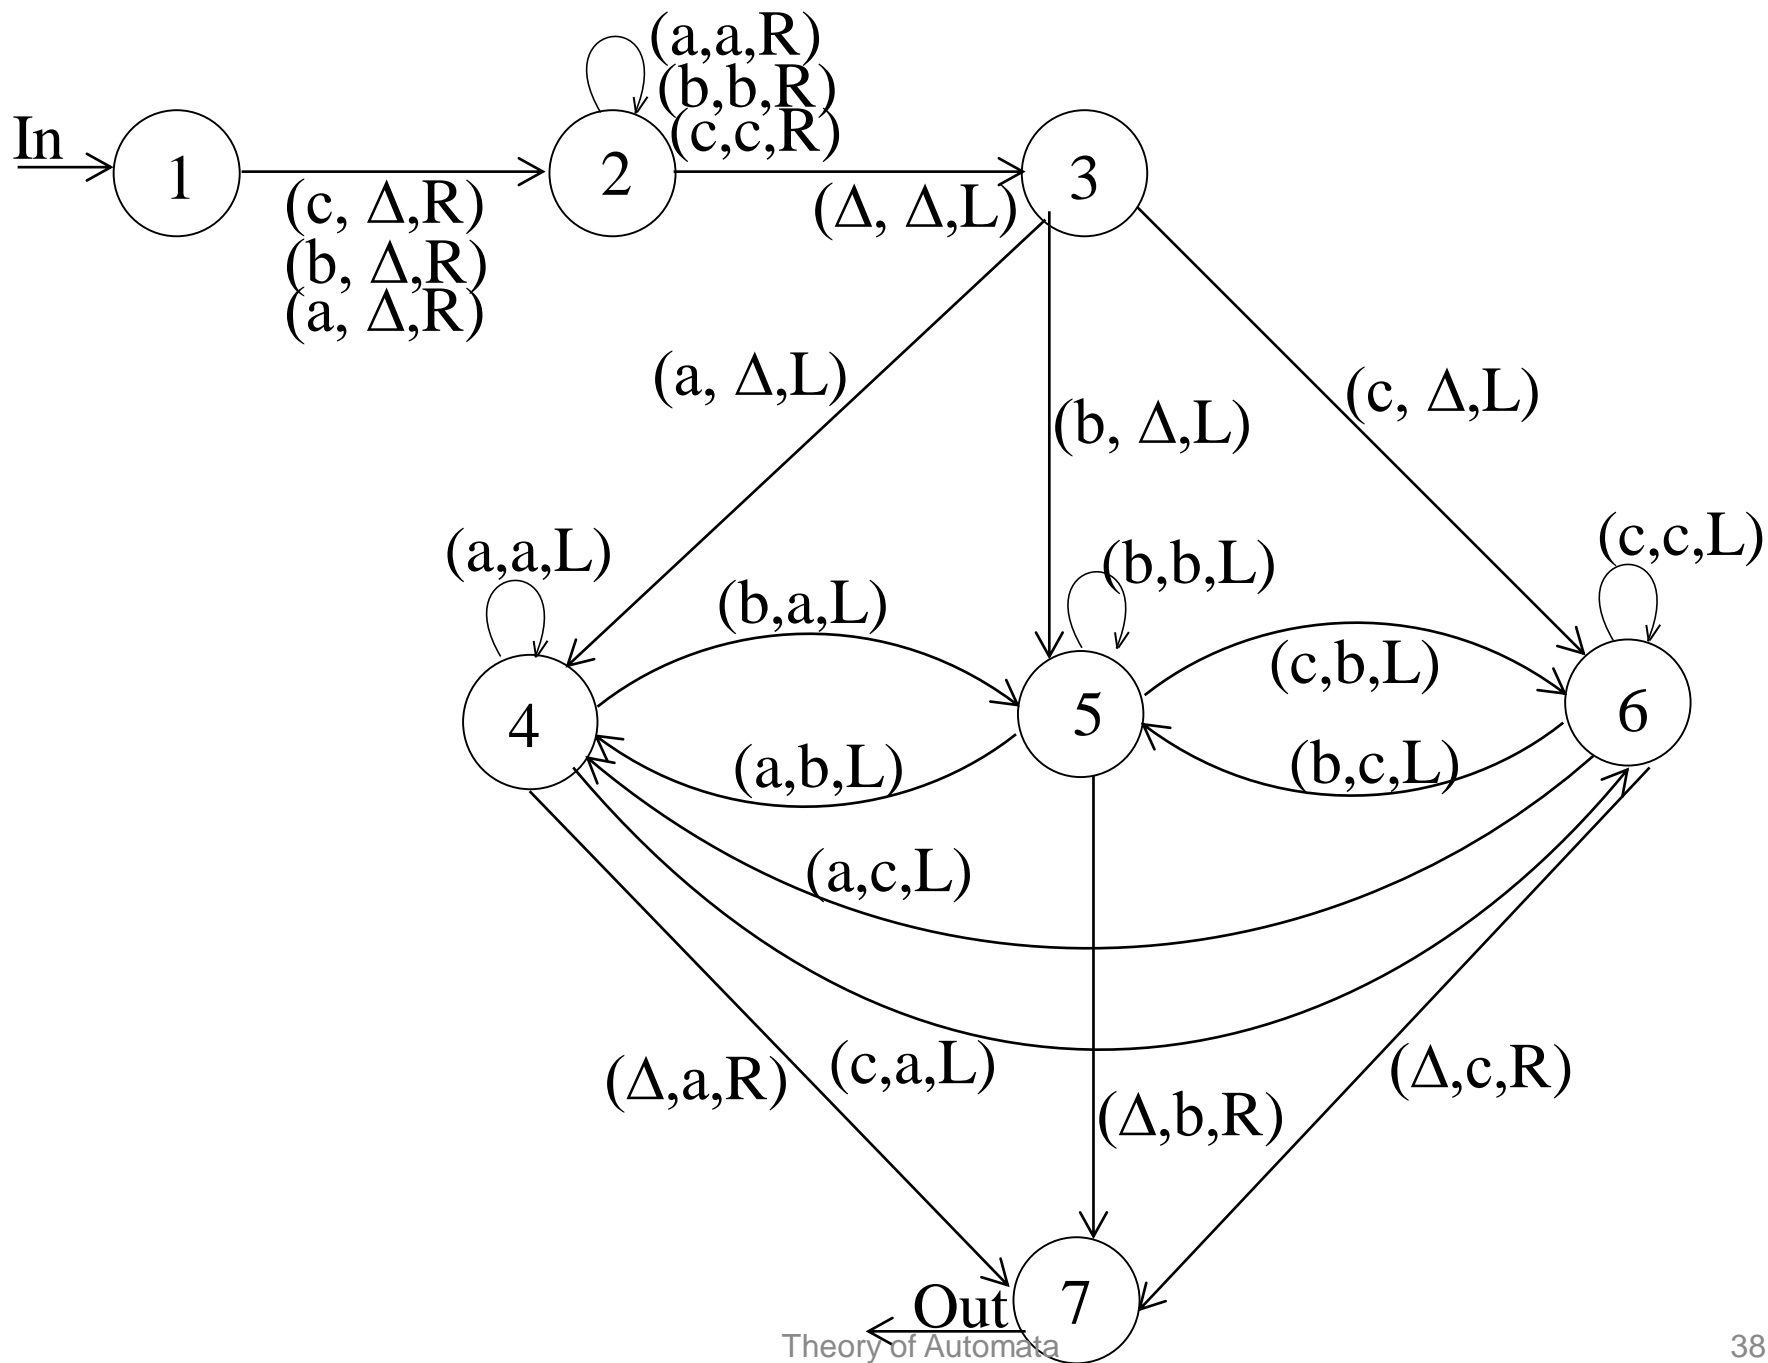 (a,a,R)
(b,b,R)
(c,c,R)
In
1
2
3
(c, Δ,R)
(b, Δ,R)
(a, Δ,R)
(Δ, Δ,L)
(a, Δ,L)
(b, Δ,L)
(c, Δ,L)
(a,a,L)
(b,a,L)
(b,b,L)
(c,b,L)
(c,c,L)
4
5
6
(a,b,L)
(b,c,L)
(a,c,L)
(Δ,a,R)
(c,a,L)
(Δ,b,R)
(Δ,c,R)
7
Out
Theory of Automata
38